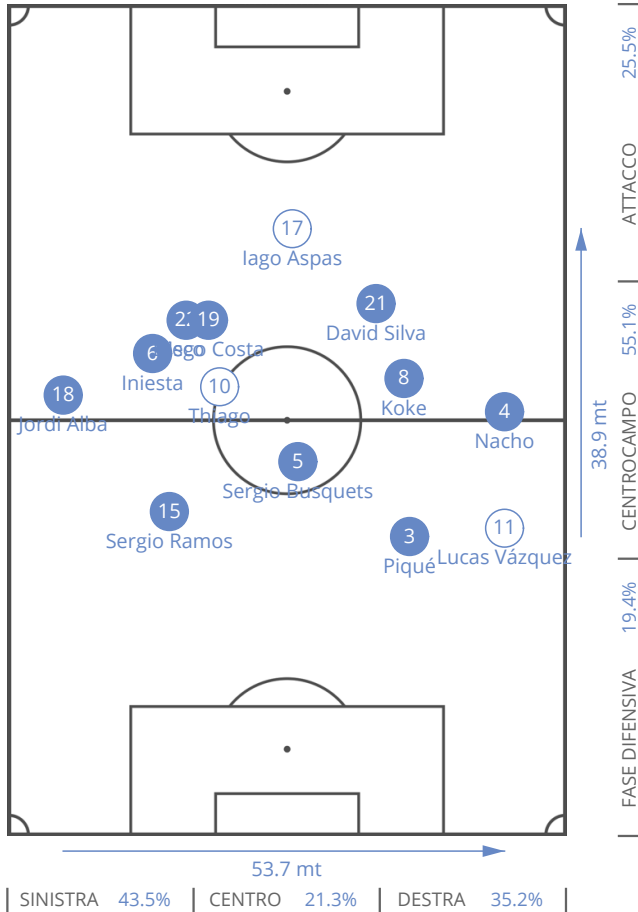 25.5%
ATTACCO
17
Iago Aspas
21
David Silva
19
Costa
6
Iniesta
8
Koke
10
Thiago
18
Jordi Alba
4
Nacho
55.1%
CENTROCAMPO
38.9 mt
5
Sergio Busquets
15
Sergio Ramos
3
Piqué
11
Lucas Vázquez
19.4%
FASE DIFENSIVA
53.7 mt
SINISTRA 43.5% CENTRO 21.3% DESTRA 35.2%